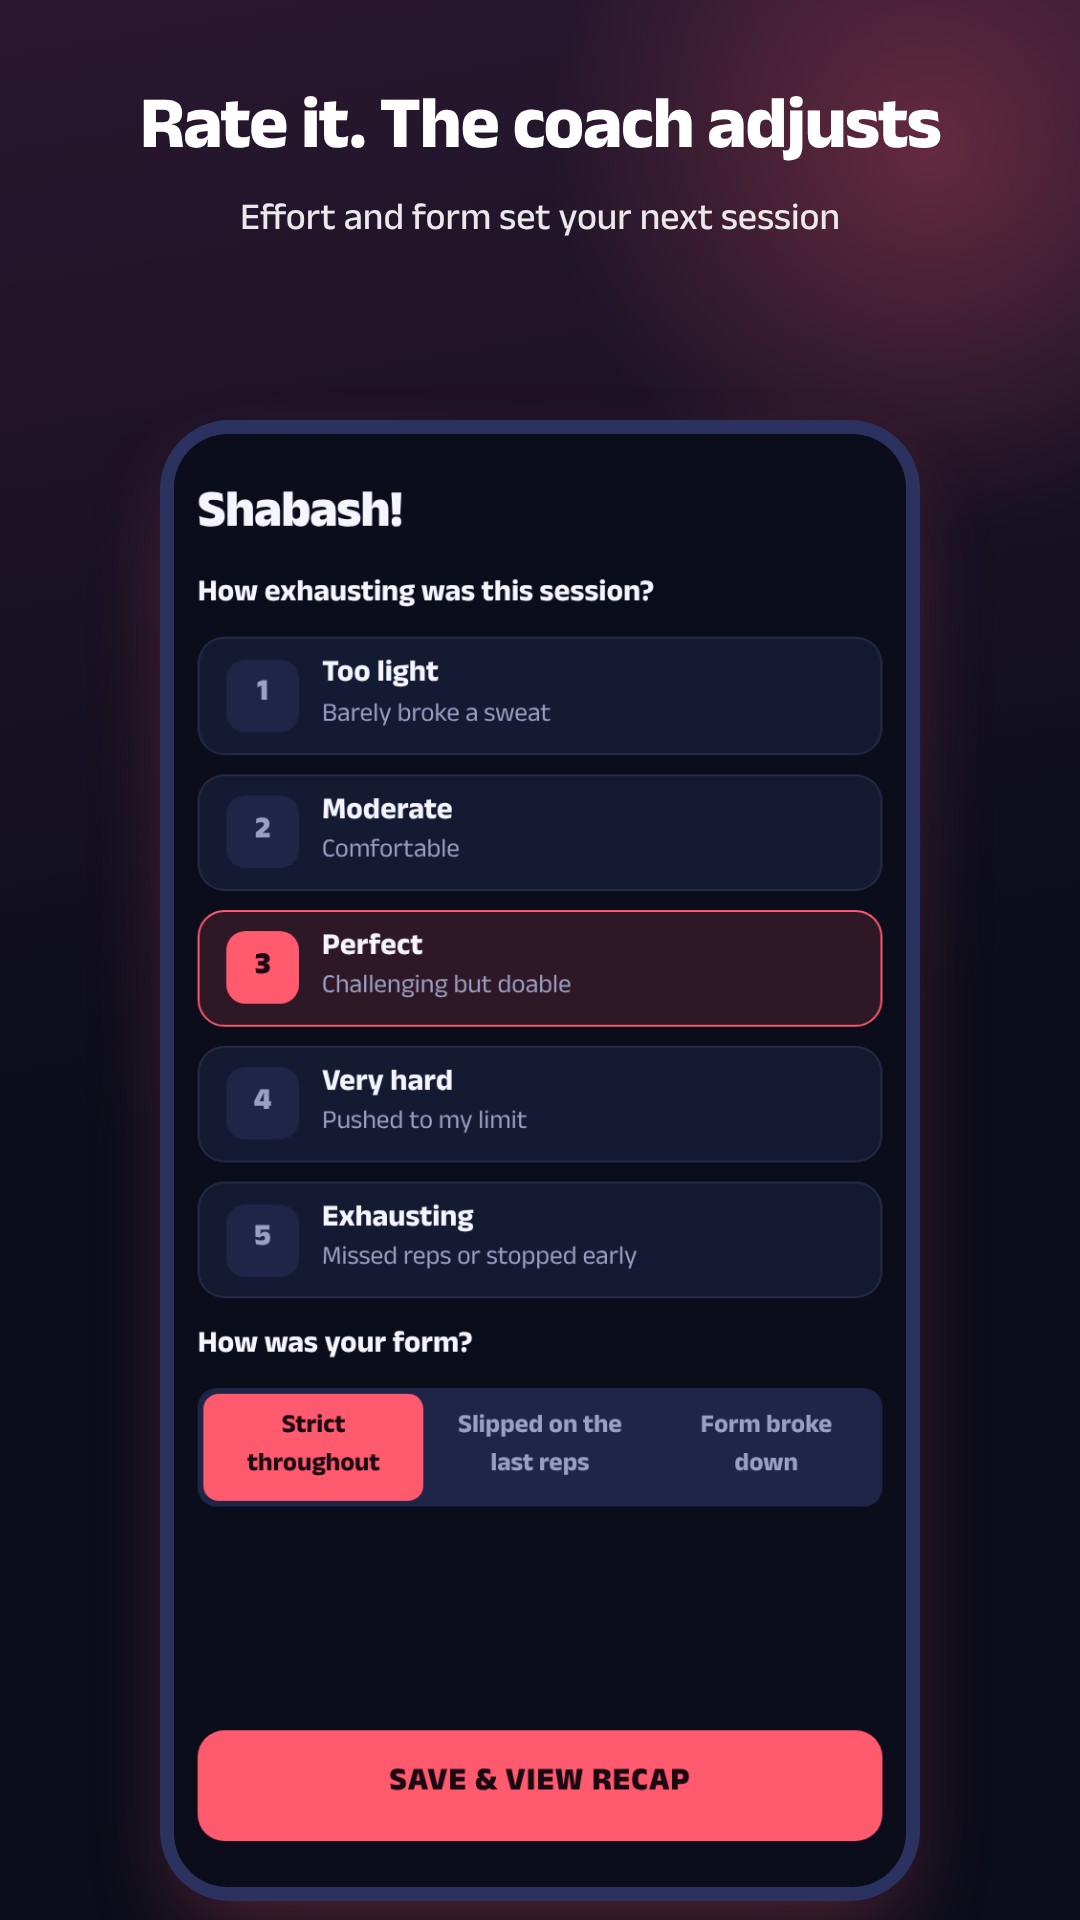 Rate it. The coach adjusts
Effort and form set your next session
Shabash!
How exhausting was this session?
1
Too light
Barely broke a sweat
2
Moderate
Comfortable
3
Perfect
Challenging but doable
4
Very hard
Pushed to my limit
5
Exhausting
Missed reps or stopped early
How was your form?
Strict
throughout
Slipped on the
last reps
Form broke
down
SAVE & VIEW RECAP